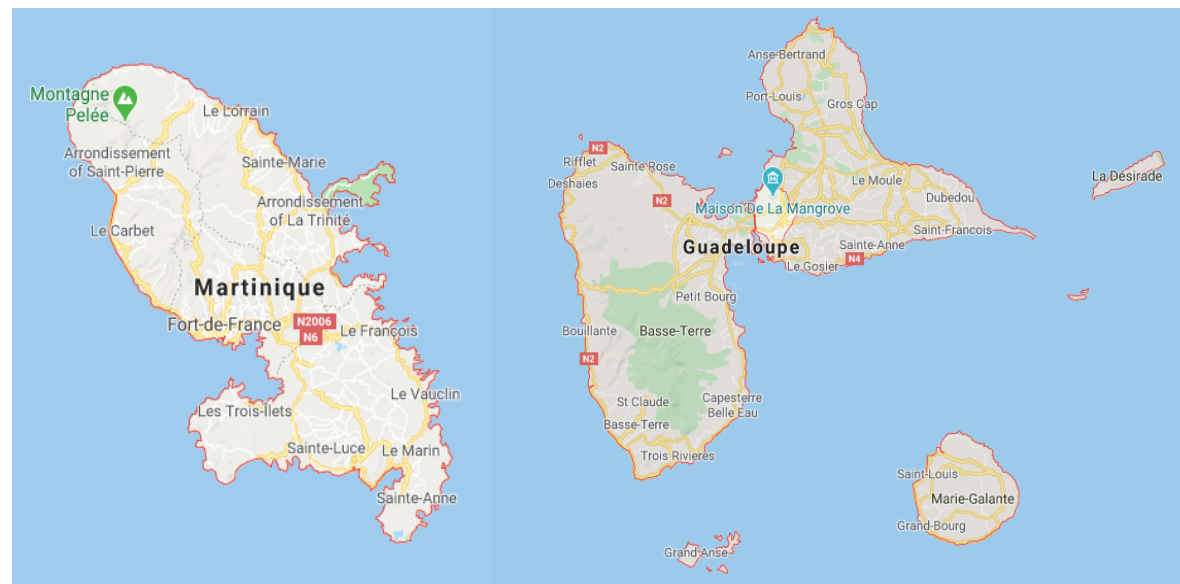 Montagne
Pelée
Le Lorrain
Arrondissement
of Saint-Pierre
Sainte-Marie
Arrondissement
of La Trinité
Le Carbet
Martinique
Fort-de-France
N2006
N6
Le François
Le Vauclin
Les Trois-Îlets
Sainte-Luce
Le Marin
Sainte-Anne
Anse-Bertrand
Port-Louis
Gros Cap
N2
Rifflet
Sainte Rose
Deshaies
N2
Le Moule
La Désirade
Maison De La Mangrove
Dubedou
Saint-Francois
Guadeloupe
Sainte-Anne
N4
Le Gosier
Petit Bourg
Bouillante
Basse-Terre
N2
St Claude
Capesterre
Belle Eau
Basse-Terre
Trois Rivieres
Saint-Louis
Marie-Galante
Grand-Bourg
Grand Anse